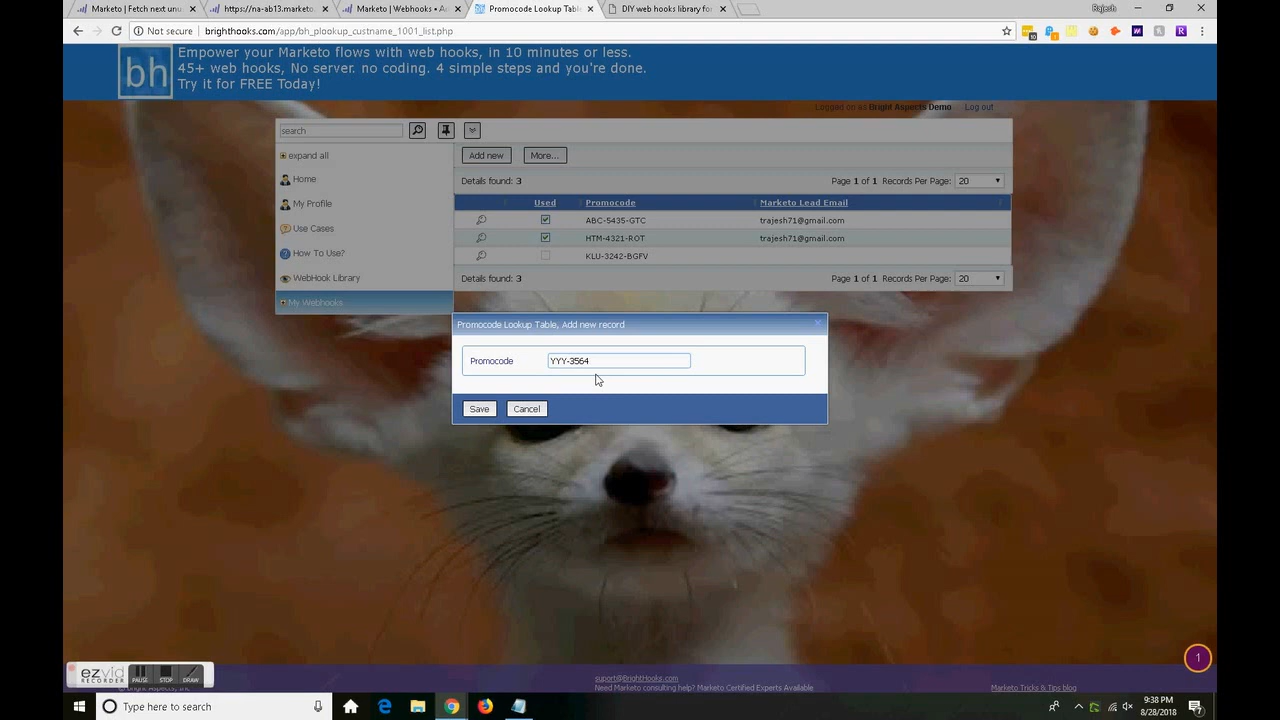 Marketo | Fetch next unu
https://na-ab13.marketo.
Marketo | Webhooks • A
Promocode Lookup Table
DIY web hooks library for
Rajesh
Not secure
brighthooks.com/app/bh_plookup_custname_1001_list.php
bh
Empower your Marketo flows with web hooks, in 10 minutes or less.
45+ web hooks, No server. no coding. 4 simple steps and you're done.
Try it for FREE Today!
Logged on as Bright Aspects Demo
Log out
search
expand all
Home
My Profile
Use Cases
How To Use?
WebHook Library
My Webhooks
Add new
More...
Details found: 3
Page 1 of 1 Records Per Page: 20
Used Promocode Marketo Lead Email
ABC-5435-GTC trajesh71@gmail.com
HTM-4321-ROT trajesh71@gmail.com
KLU-3242-BGFV
Details found: 3
Page 1 of 1 Records Per Page: 20
Promocode Lookup Table, Add new record
Promocode YYY-3564
Save Cancel
1
ezvid
RECORDER
PAUSE STOP DRAW
© Bright Aspects, Inc
suport@BrightHooks.com
Need Marketo consulting help? Marketo Certified Experts Available
Marketo Tricks & Tips blog
Type here to search
9:38 PM
8/28/2018